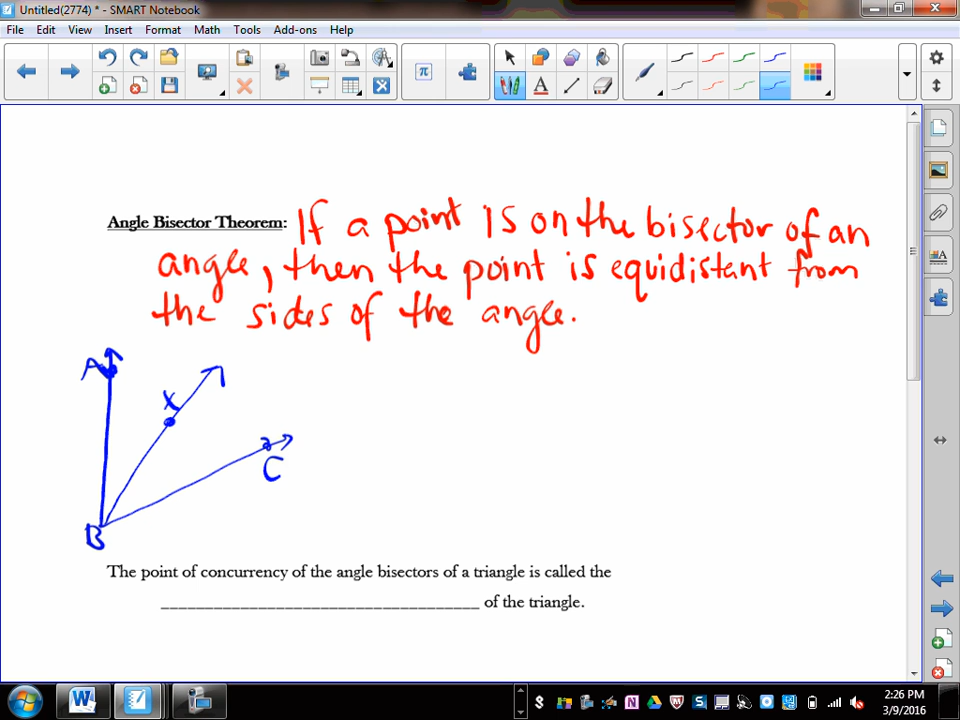 Untitled(2774) * - SMART Notebook
File Edit View Insert Format Math Tools Add-ons Help
Angle Bisector Theorem: If a point is on the bisector of an
angle, then the point is equidistant from
the sides of the angle.
A
X
C
B
The point of concurrency of the angle bisectors of a triangle is called the
____________________________________ of the triangle.
2:26 PM
3/9/2016